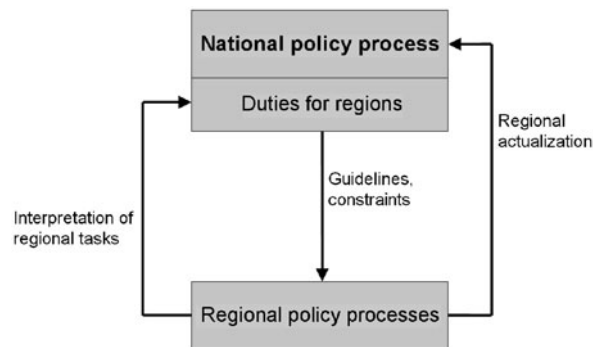 National policy process
Duties for regions
Regional
actualization
Guidelines,
constraints
Interpretation of
regional tasks
Regional policy processes